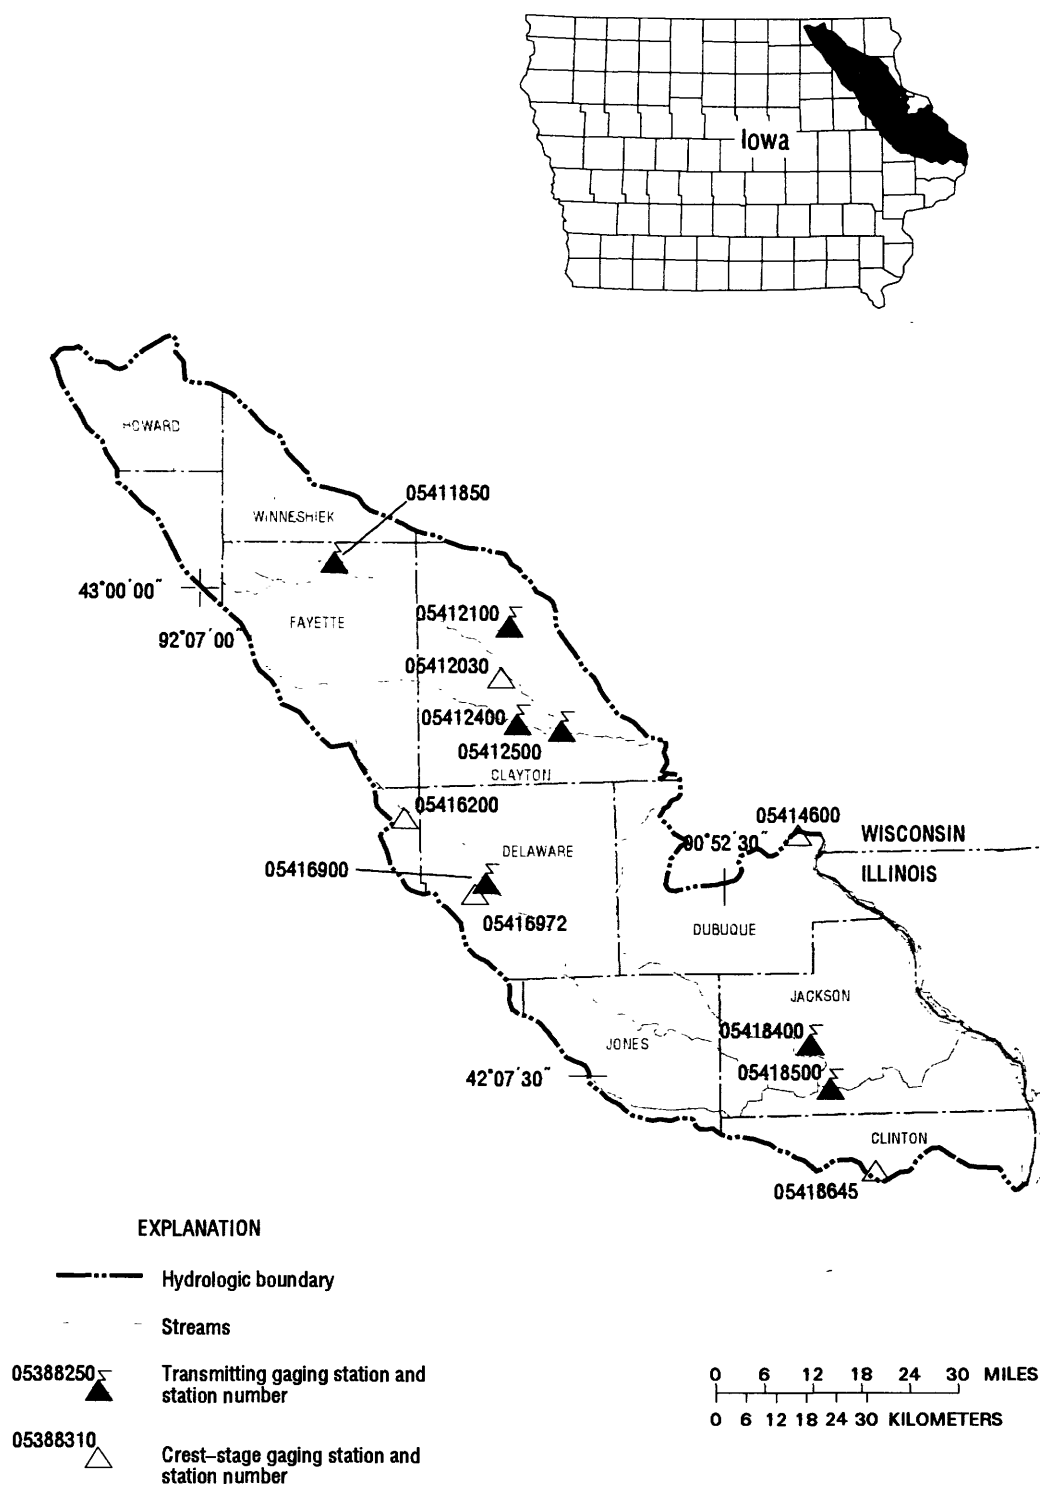 Iowa
HOWARD
05411850
WINNESHIEK
43°00'00"
05412100
FAYETTE
92°07'00"
05412030
05412400
05412500
CLAYTON
05416200
05414600
WISCONSIN
90°52'30"
DELAWARE
05416900
ILLINOIS
05416972
DUBUQUE
JACKSON
05418400
JONES
05418500
42°07'30"
CLINTON
05418645
EXPLANATION
Hydrologic boundary
Streams
05388250
Transmitting gaging station and
station number
0 6 12 18 24 30 MILES
0 6 12 18 24 30 KILOMETERS
05388310
Crest-stage gaging station and
station number